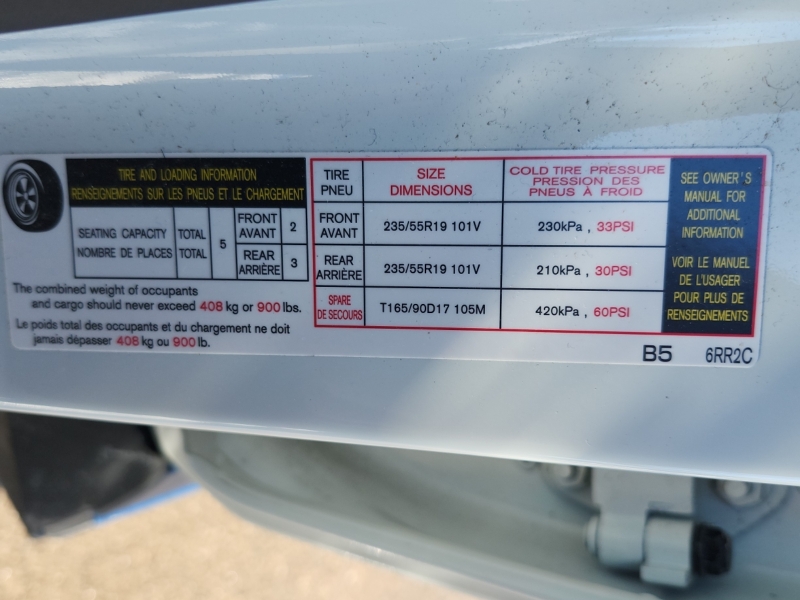 TIRE AND LOADING INFORMATION
RENSEIGNEMENTS SUR LES PNEUS ET LE CHARGEMENT
SEATING CAPACITY
NOMBRE DE PLACES
TOTAL
TOTAL
5
FRONT
AVANT
2
REAR
ARRIÈRE
3
The combined weight of occupants
and cargo should never exceed 408 kg or 900 lbs.
Le poids total des occupants et du chargement ne doit
jamais dépasser 408 kg ou 900 lb.
TIRE
PNEU
SIZE
DIMENSIONS
COLD TIRE PRESSURE
PRESSION DES
PNEUS À FROID
FRONT
AVANT
235/55R19 101V
230kPa , 33PSI
REAR
ARRIÈRE
235/55R19 101V
210kPa , 30PSI
SPARE
DE SECOURS
T165/90D17 105M
420kPa , 60PSI
SEE OWNER'S
MANUAL FOR
ADDITIONAL
INFORMATION
VOIR LE MANUEL
DE L'USAGER
POUR PLUS DE
RENSEIGNEMENTS
B5 6RR2C